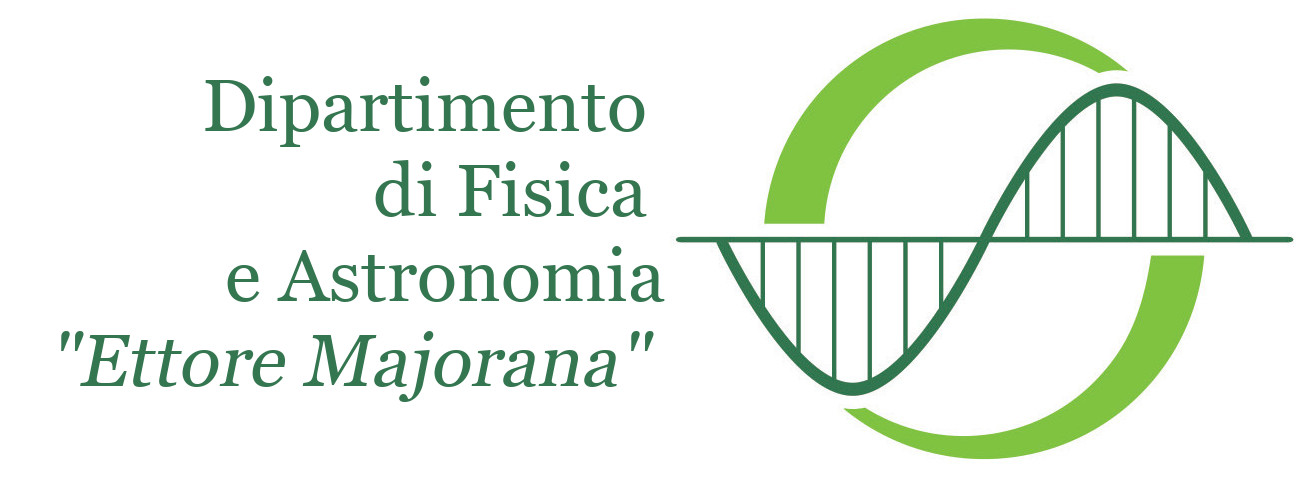 Dipartimento
di Fisica
e Astronomia
"Ettore Majorana"